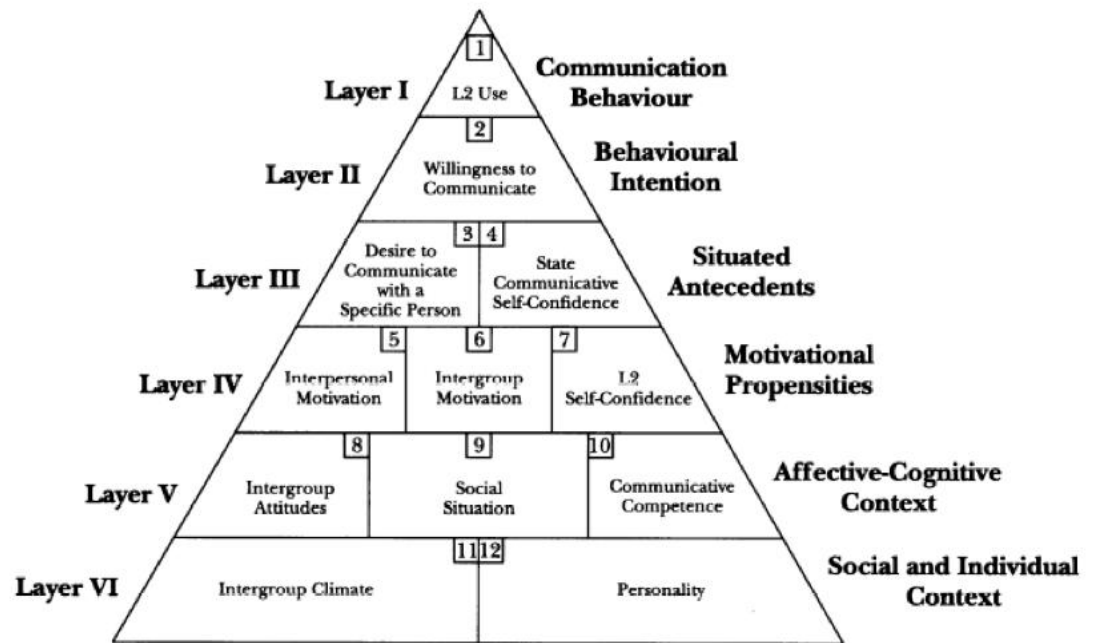 1
Layer I
L2 Use
Communication
Behaviour
2
Layer II
Willingness to
Communicate
Behavioural
Intention
3 4
Layer III
Desire to
Communicate
with a
Specific Person
State
Communicative
Self-Confidence
Situated
Antecedents
5 6 7
Layer IV
Interpersonal
Motivation
Intergroup
Motivation
L2
Self-Confidence
Motivational
Propensities
8 9 10
Layer V
Intergroup
Attitudes
Social
Situation
Communicative
Competence
Affective-Cognitive
Context
11 12
Layer VI
Intergroup Climate
Personality
Social and Individual
Context